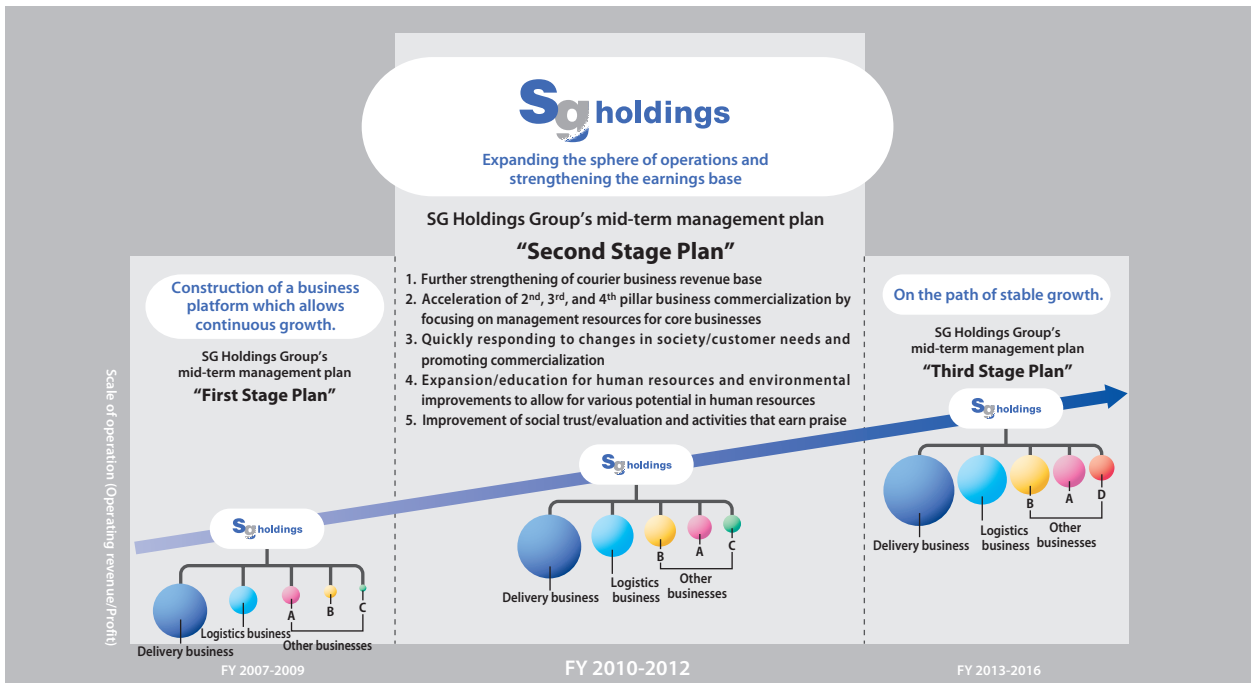 Sg holdings
Expanding the sphere of operations and
strengthening the earnings base
SG Holdings Group’s mid-term management plan
“Second Stage Plan”
1. Further strengthening of courier business revenue base
2. Acceleration of 2nd, 3rd, and 4th pillar business commercialization by
focusing on management resources for core businesses
3. Quickly responding to changes in society/customer needs and
promoting commercialization
4. Expansion/education for human resources and environmental
improvements to allow for various potential in human resources
5. Improvement of social trust/evaluation and activities that earn praise
Sg holdings
Delivery business
Logistics
business
B
A
C
Other
businesses
FY 2010-2012
Construction of a business
platform which allows
continuous growth.
SG Holdings Group’s
mid-term management plan
“First Stage Plan”
Scale of operation (Operating revenue/Profit)
Sg holdings
Delivery business
Logistics business
A
B
C
Other businesses
FY 2007-2009
On the path of stable growth.
SG Holdings Group’s
mid-term management plan
“Third Stage Plan”
Sg holdings
Delivery business
Logistics
business
B
A
D
Other
businesses
FY 2013-2016